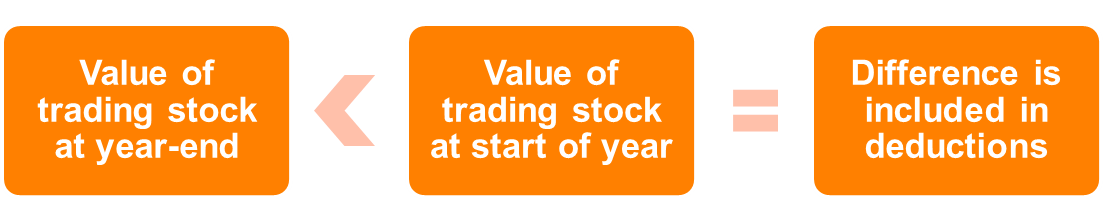 Value of
trading stock
at year-end
<
Value of
trading stock
at start of year
=
Difference is
included in
deductions